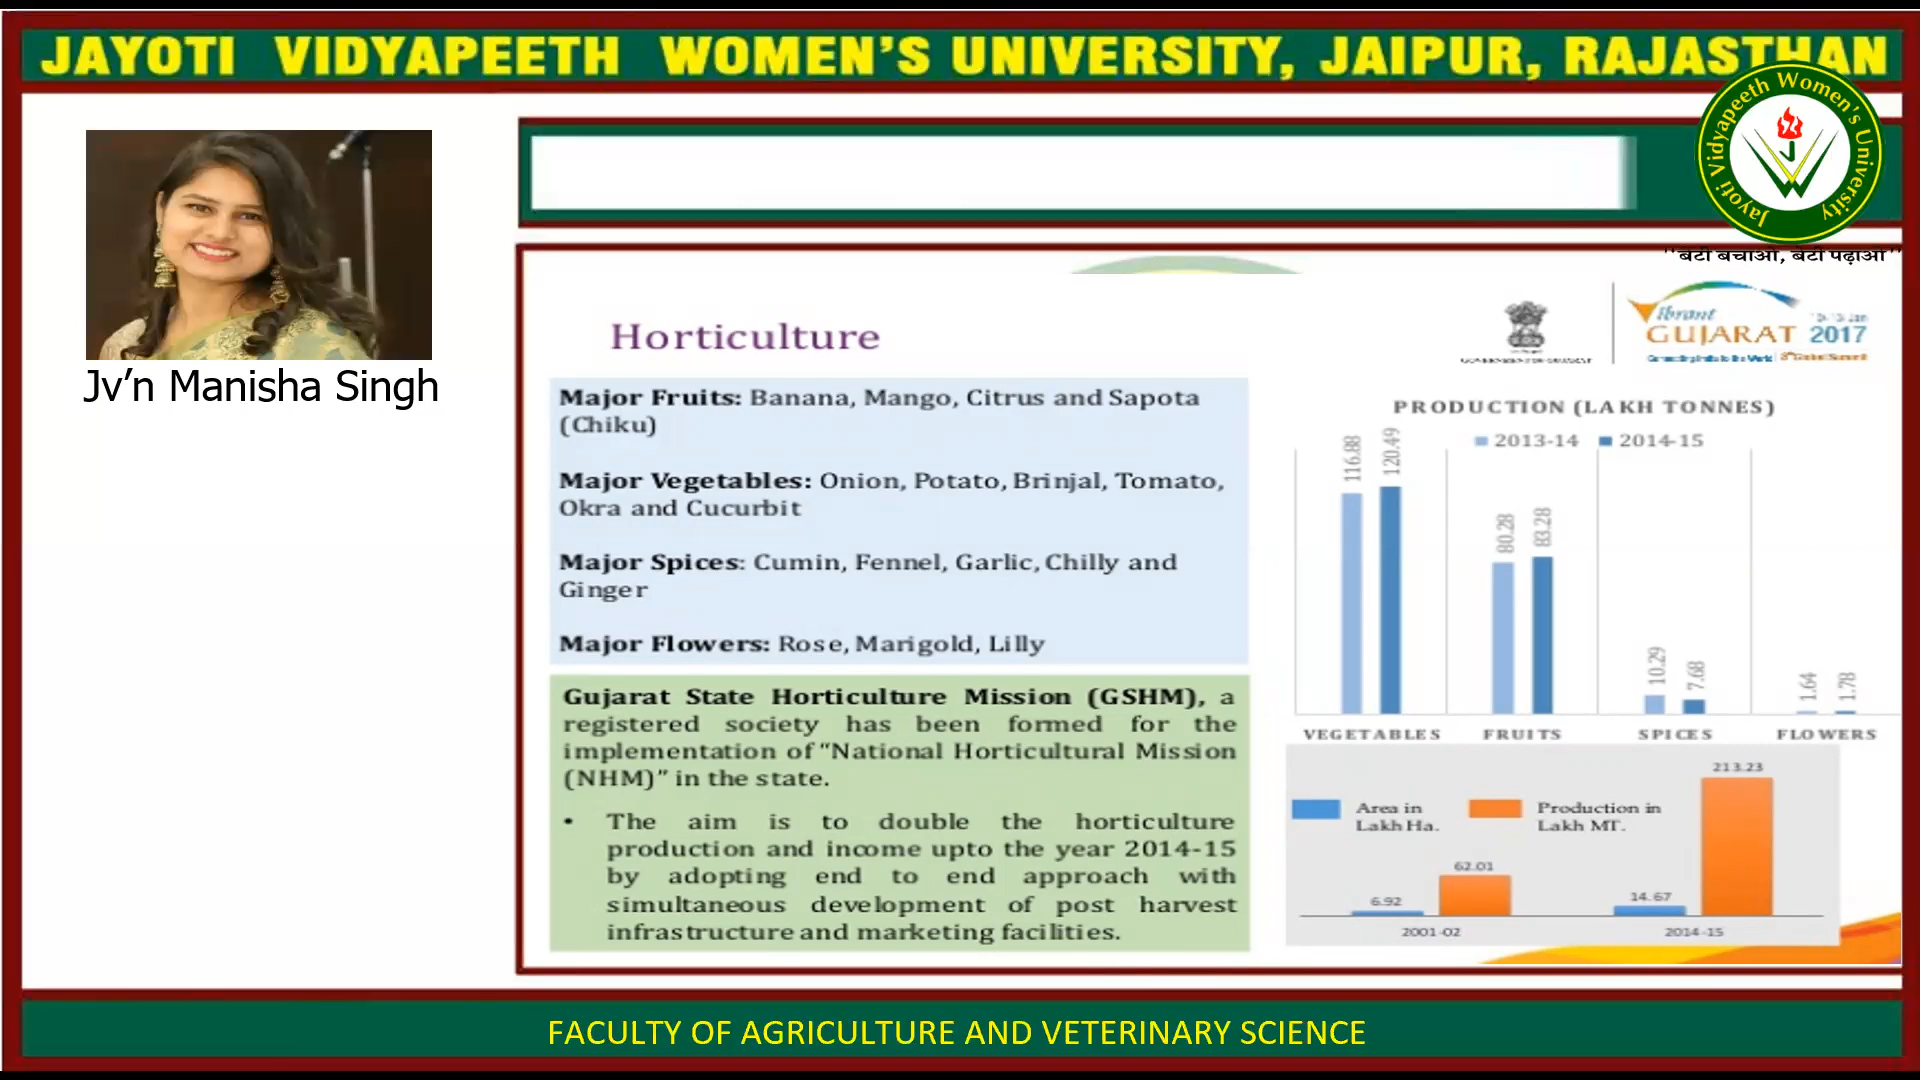 JAYOTI VIDYAPEETH WOMEN'S UNIVERSITY, JAIPUR, RAJASTHAN
Jayoti Vidyapeeth Women's University
"बेटी बचाओ, बेटी पढ़ाओ"
Jv'n Manisha Singh
Horticulture
GOVERNMENT OF GUJARAT
Vibrant
GUJARAT 2017
Major Fruits: Banana, Mango, Citrus and Sapota
(Chiku)
Major Vegetables: Onion, Potato, Brinjal, Tomato,
Okra and Cucurbit
Major Spices: Cumin, Fennel, Garlic, Chilly and
Ginger
Major Flowers: Rose, Marigold, Lilly
Gujarat State Horticulture Mission (GSHM), a
registered society has been formed for the
implementation of "National Horticultural Mission
(NHM)" in the state.
• The aim is to double the horticulture
production and income upto the year 2014-15
by adopting end to end approach with
simultaneous development of post harvest
infrastructure and marketing facilities.
PRODUCTION (LAKH TONNES)
2013-14 2014-15
116.88 120.49
80.28 83.28
10.29 7.68
1.64 1.78
VEGETABLES FRUITS SPICES FLOWERS
213.23
Area in Production in
Lakh Ha. Lakh MT.
62.01
6.92 14.67
2001-02 2014-15
FACULTY OF AGRICULTURE AND VETERINARY SCIENCE